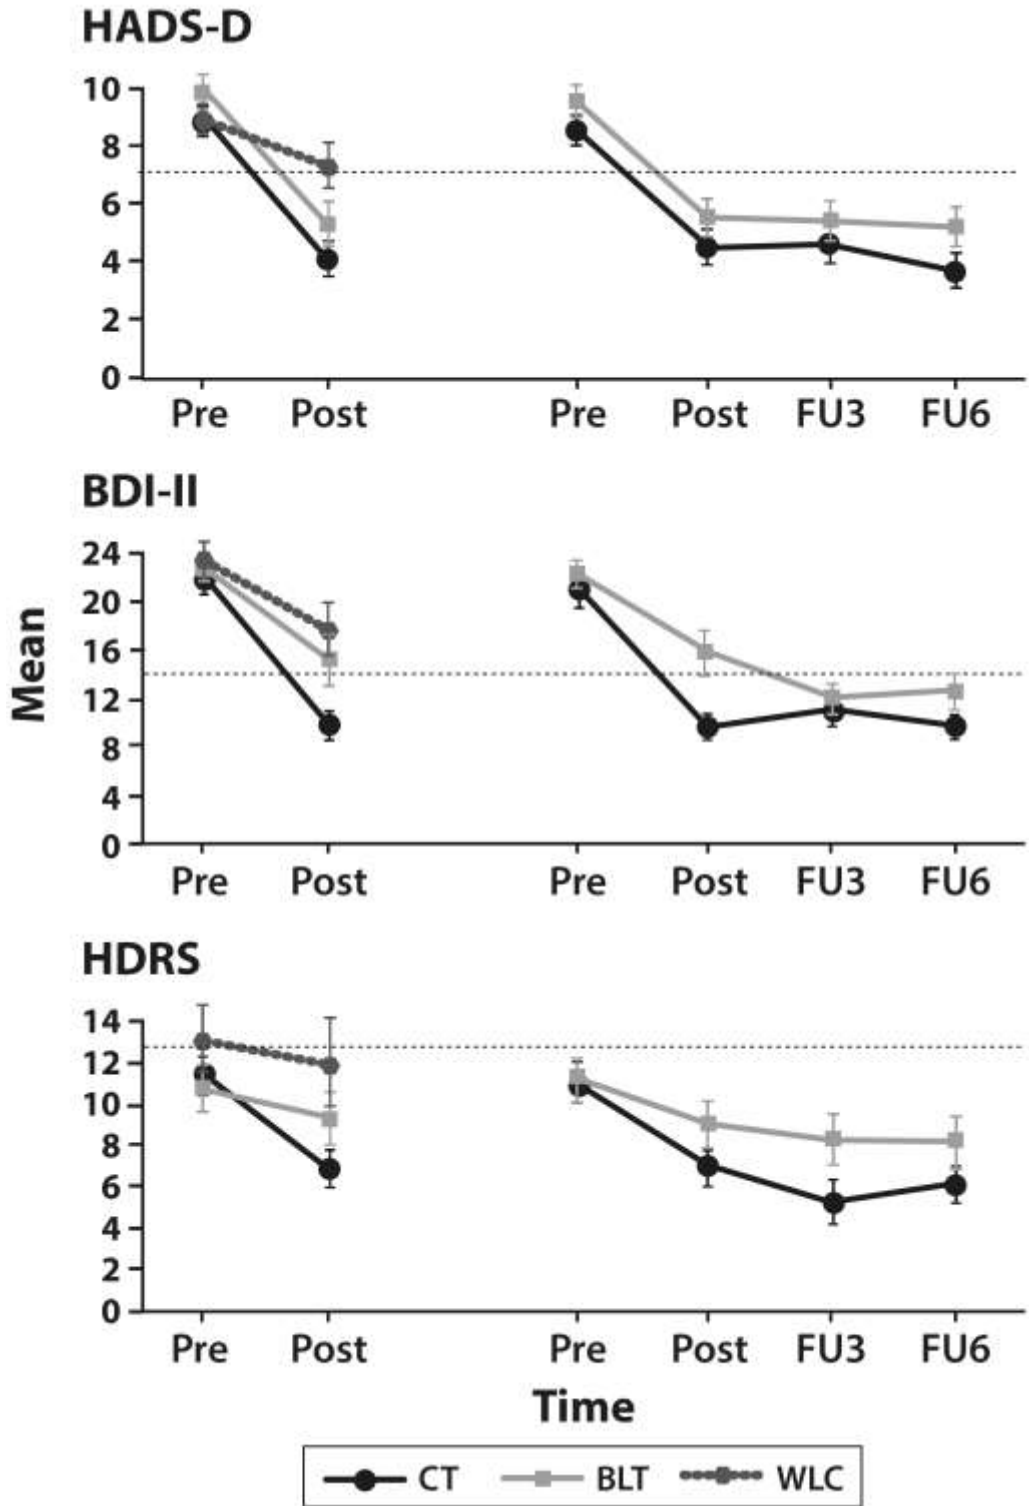 HADS-D
10
8
6
4
2
0
Pre Post Pre Post FU3 FU6
BDI-II
24
20
16
12
8
4
0
Mean
Pre Post Pre Post FU3 FU6
HDRS
14
12
10
8
6
4
2
0
Pre Post Pre Post FU3 FU6
Time
CT BLT WLC